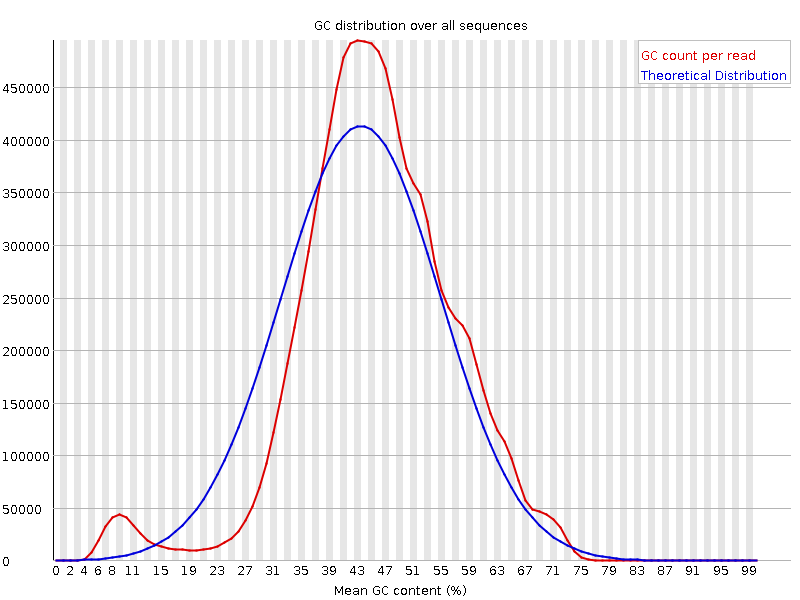 GC distribution over all sequences
GC count per read
Theoretical Distribution
450000
400000
350000
300000
250000
200000
150000
100000
50000
0
0 2 4 6 8 11 15 19 23 27 31 35 39 43 47 51 55 59 63 67 71 75 79 83 87 91 95 99
Mean GC content (%)